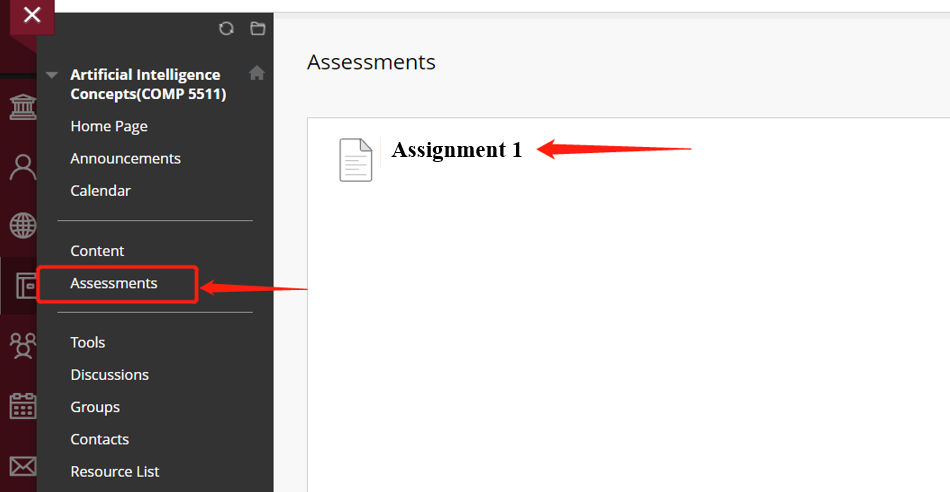 Artificial Intelligence
Concepts(COMP 5511)
Home Page
Announcements
Calendar
Content
Assessments
Tools
Discussions
Groups
Contacts
Resource List
Assessments
Assignment 1